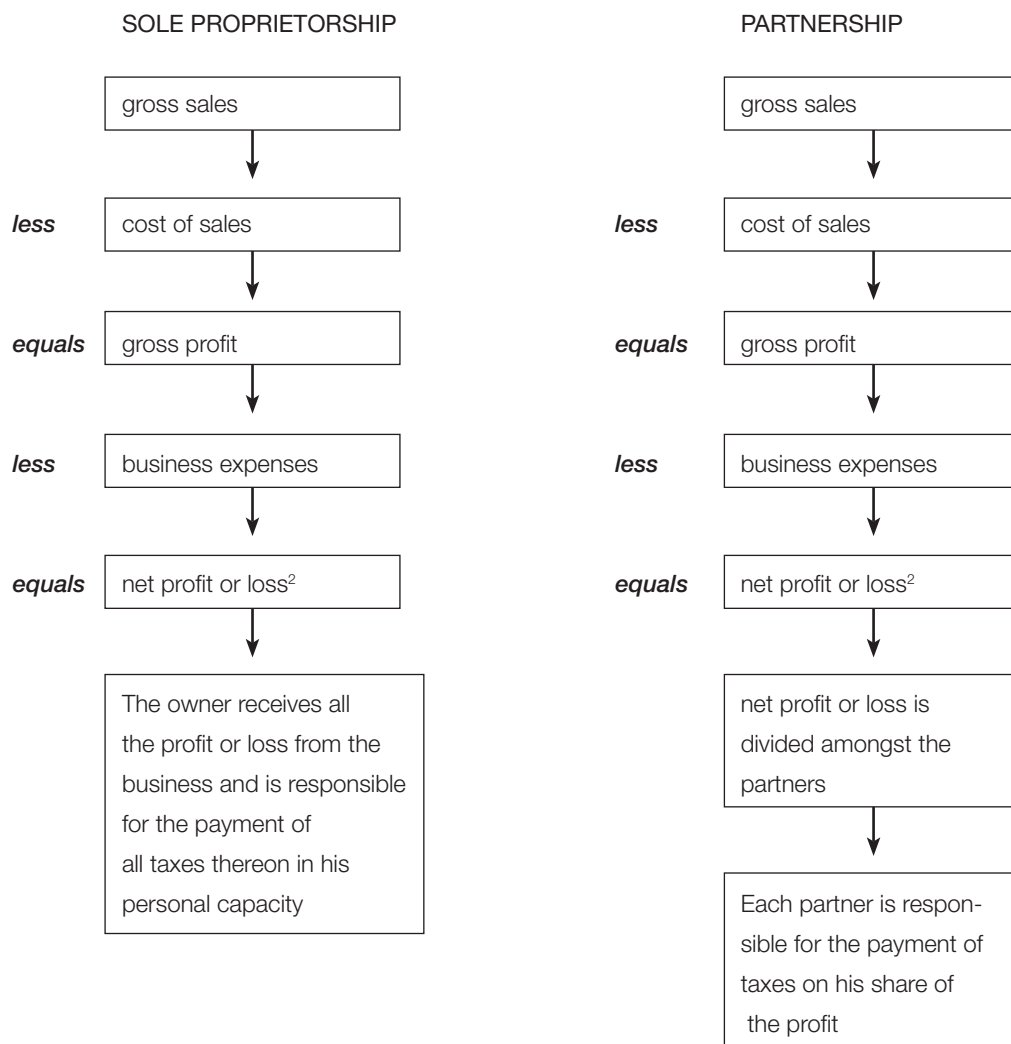 SOLE PROPRIETORSHIP
gross sales
less
cost of sales
equals
gross profit
less
business expenses
equals
net profit or loss²
The owner receives all
the profit or loss from the
business and is responsible
for the payment of
all taxes thereon in his
personal capacity
PARTNERSHIP
gross sales
less
cost of sales
equals
gross profit
less
business expenses
equals
net profit or loss²
net profit or loss is
divided amongst the
partners
Each partner is respon-
sible for the payment of
taxes on his share of
the profit